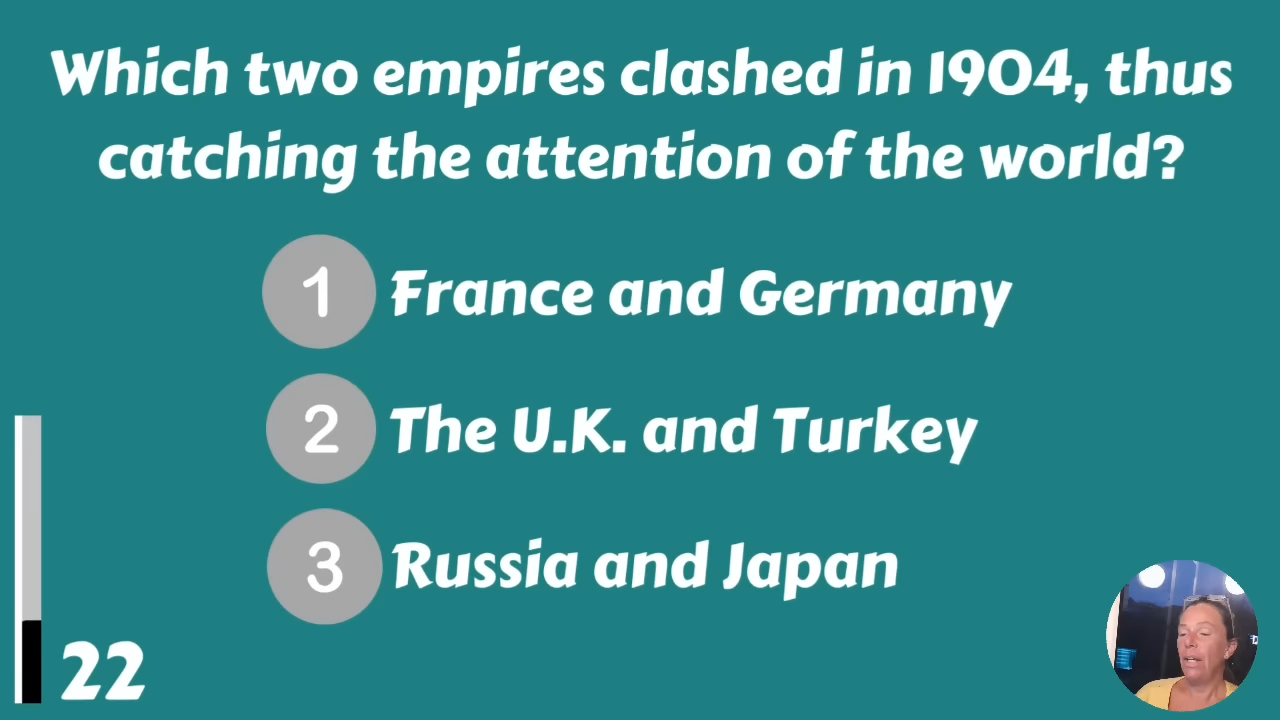 Which two empires clashed in 1904, thus
catching the attention of the world?
1 France and Germany
2 The U.K. and Turkey
3 Russia and Japan
22